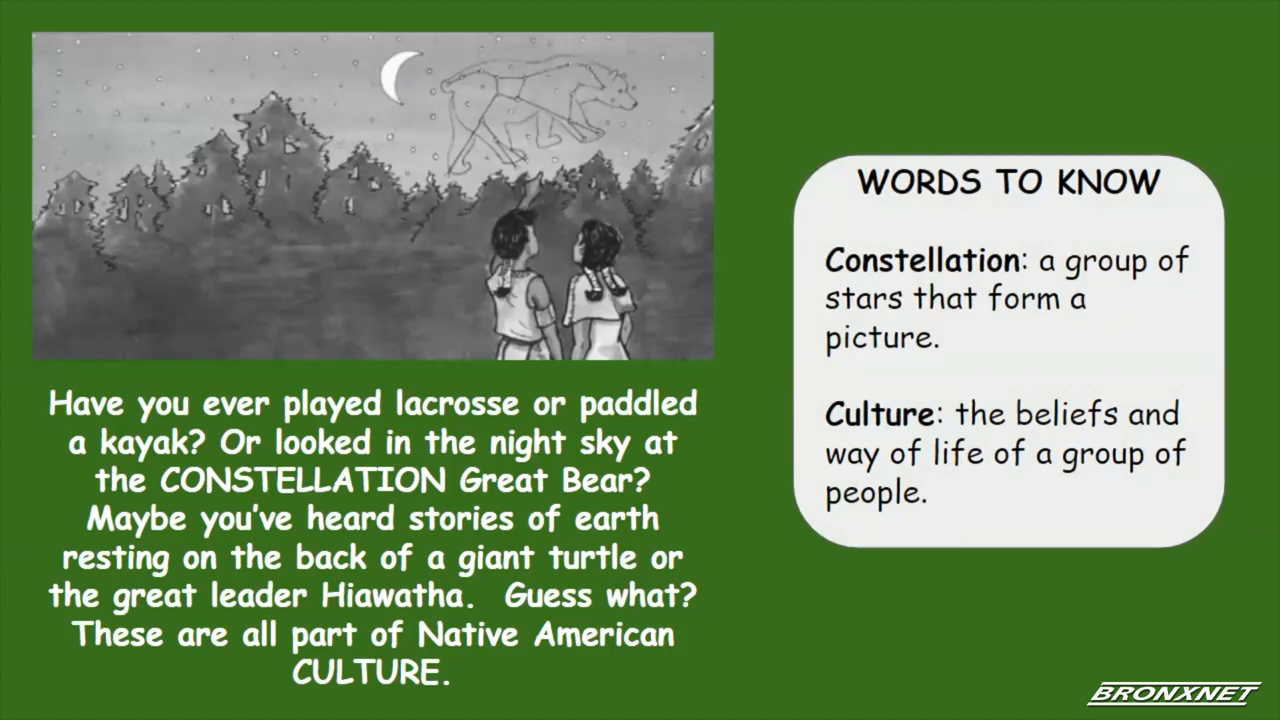 Have you ever played lacrosse or paddled
a kayak? Or looked in the night sky at
the CONSTELLATION Great Bear?
Maybe you've heard stories of earth
resting on the back of a giant turtle or
the great leader Hiawatha.  Guess what?
These are all part of Native American
CULTURE.
WORDS TO KNOW
Constellation: a group of
stars that form a
picture.
Culture: the beliefs and
way of life of a group of
people.
BRONXNET